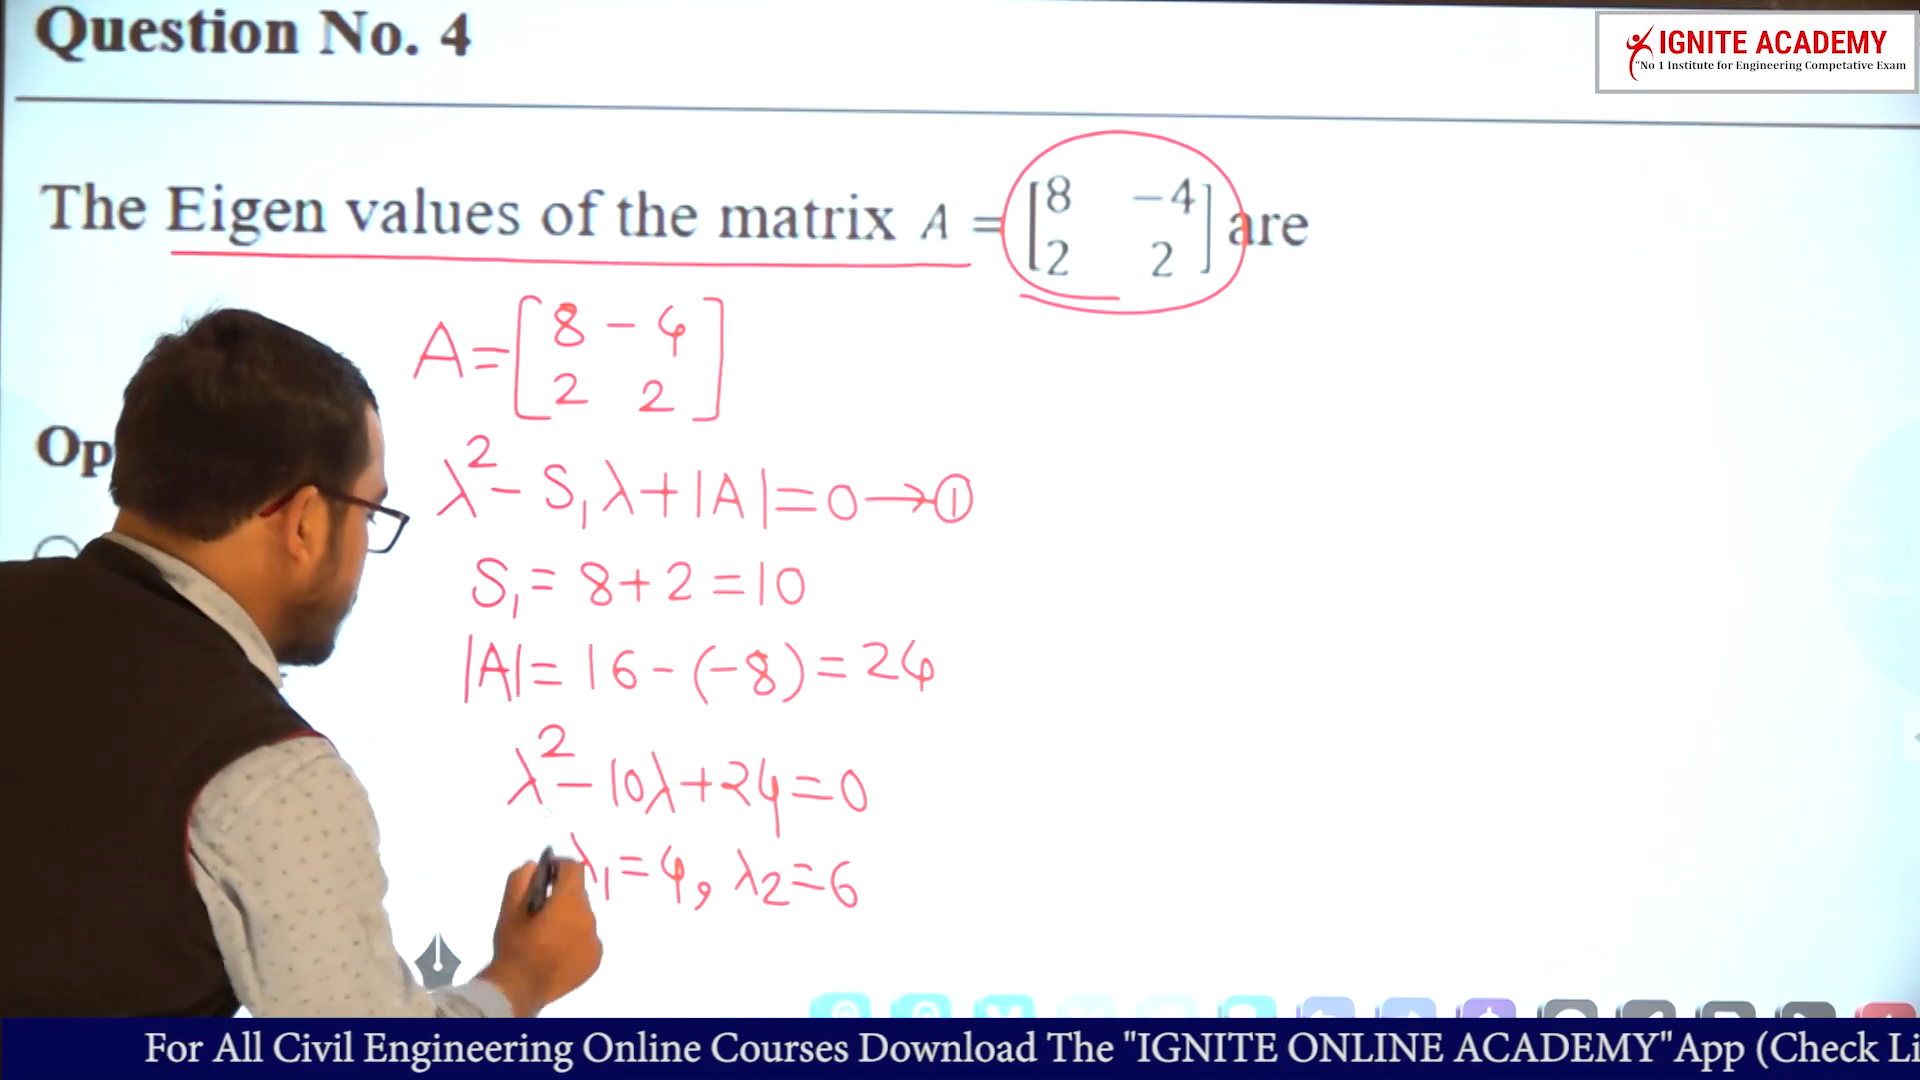 Question No. 4
IGNITE ACADEMY
"No 1 Institute for Engineering Competative Exam
The Eigen values of the matrix A = [8 -4
2 2] are
A = [8 - 4
2 2]
λ² - S₁λ + |A| = 0 → ①
Op
S₁ = 8 + 2 = 10
|A| = 16 - (-8) = 24
λ² - 10λ + 24 = 0
λ₁ = 4, λ₂ = 6
For All Civil Engineering Online Courses Download The "IGNITE ONLINE ACADEMY"App (Check Li